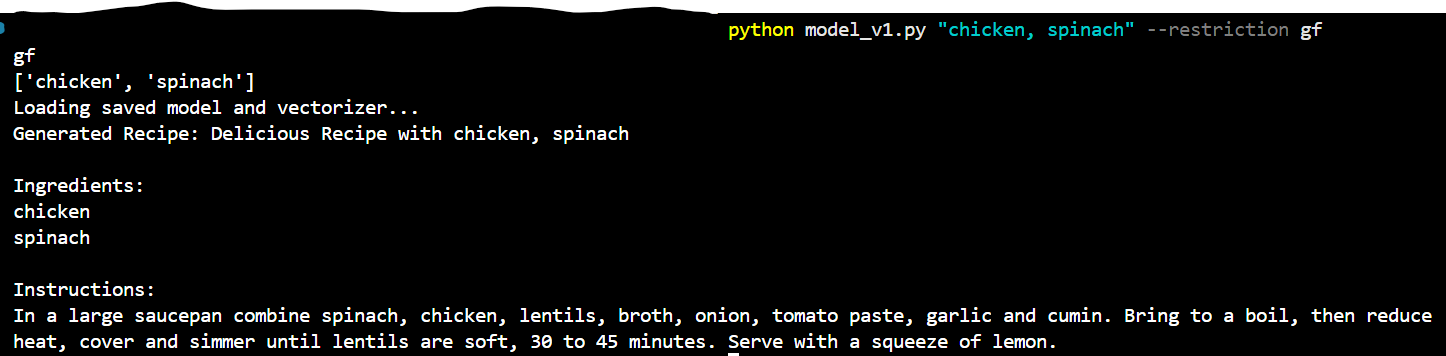 python model_v1.py "chicken, spinach" --restriction gf
gf
['chicken', 'spinach']
Loading saved model and vectorizer...
Generated Recipe: Delicious Recipe with chicken, spinach
Ingredients:
chicken
spinach
Instructions:
In a large saucepan combine spinach, chicken, lentils, broth, onion, tomato paste, garlic and cumin. Bring to a boil, then reduce
heat, cover and simmer until lentils are soft, 30 to 45 minutes. Serve with a squeeze of lemon.